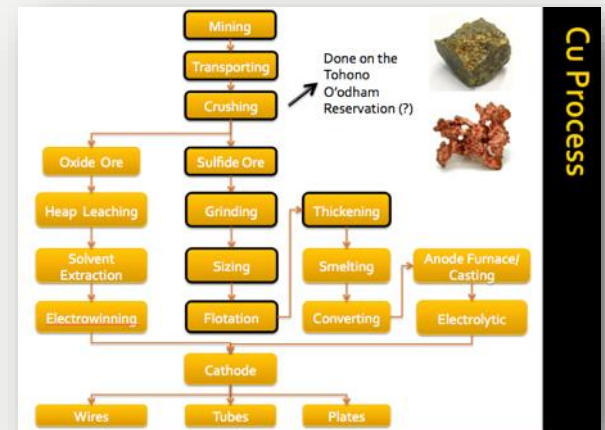 Mining
Transporting
Crushing
Done on the
Tohono
O'odham
Reservation (?)
Cu Process
Oxide Ore
Sulfide Ore
Heap Leaching
Grinding
Thickening
Solvent
Extraction
Sizing
Smelting
Anode Furnace/
Casting
Electrowinning
Flotation
Converting
Electrolytic
Cathode
Wires
Tubes
Plates